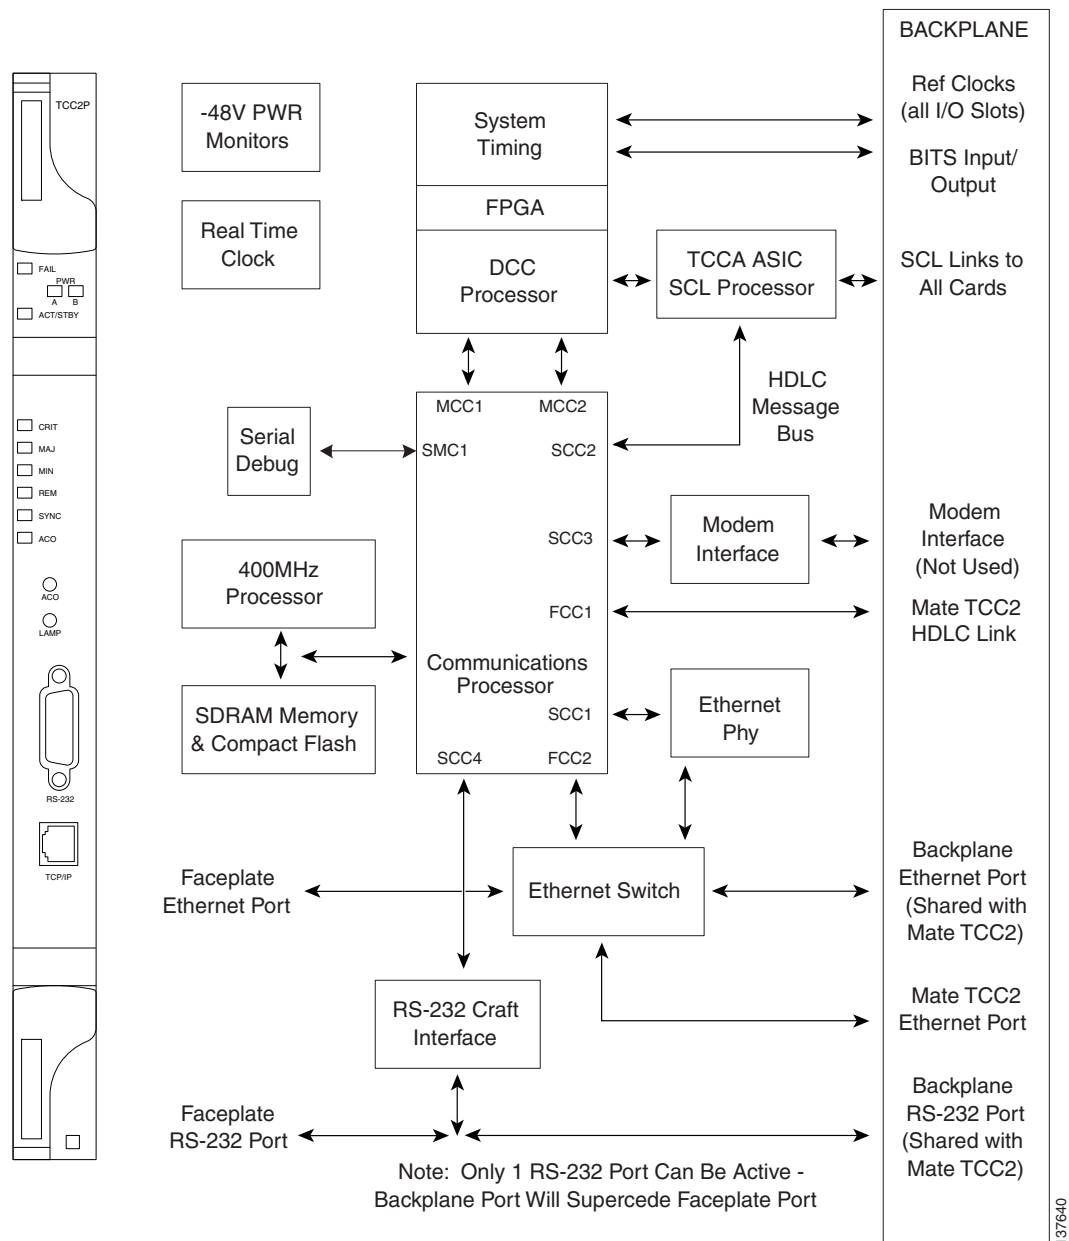 BACKPLANE
TCC2P
FAIL
PWR
A B
ACT/STBY
CRIT
MAJ
MIN
REM
SYNC
ACO
ACO
LAMP
RS-232
TCP/IP
-48V PWR
Monitors
Real Time
Clock
System
Timing
FPGA
DCC
Processor
TCCA ASIC
SCL Processor
Ref Clocks
(all I/O Slots)
BITS Input/
Output
SCL Links to
All Cards
HDLC
Message
Bus
MCC1
MCC2
Serial
Debug
SMC1
SCC2
400MHz
Processor
SCC3
Modem
Interface
Modem
Interface
(Not Used)
FCC1
Mate TCC2
HDLC Link
Communications
Processor
SDRAM Memory
& Compact Flash
SCC1
Ethernet
Phy
SCC4
FCC2
Faceplate
Ethernet Port
Ethernet Switch
Backplane
Ethernet Port
(Shared with
Mate TCC2)
RS-232 Craft
Interface
Mate TCC2
Ethernet Port
Faceplate
RS-232 Port
Backplane
RS-232 Port
(Shared with
Mate TCC2)
Note: Only 1 RS-232 Port Can Be Active -
Backplane Port Will Supercede Faceplate Port
137640